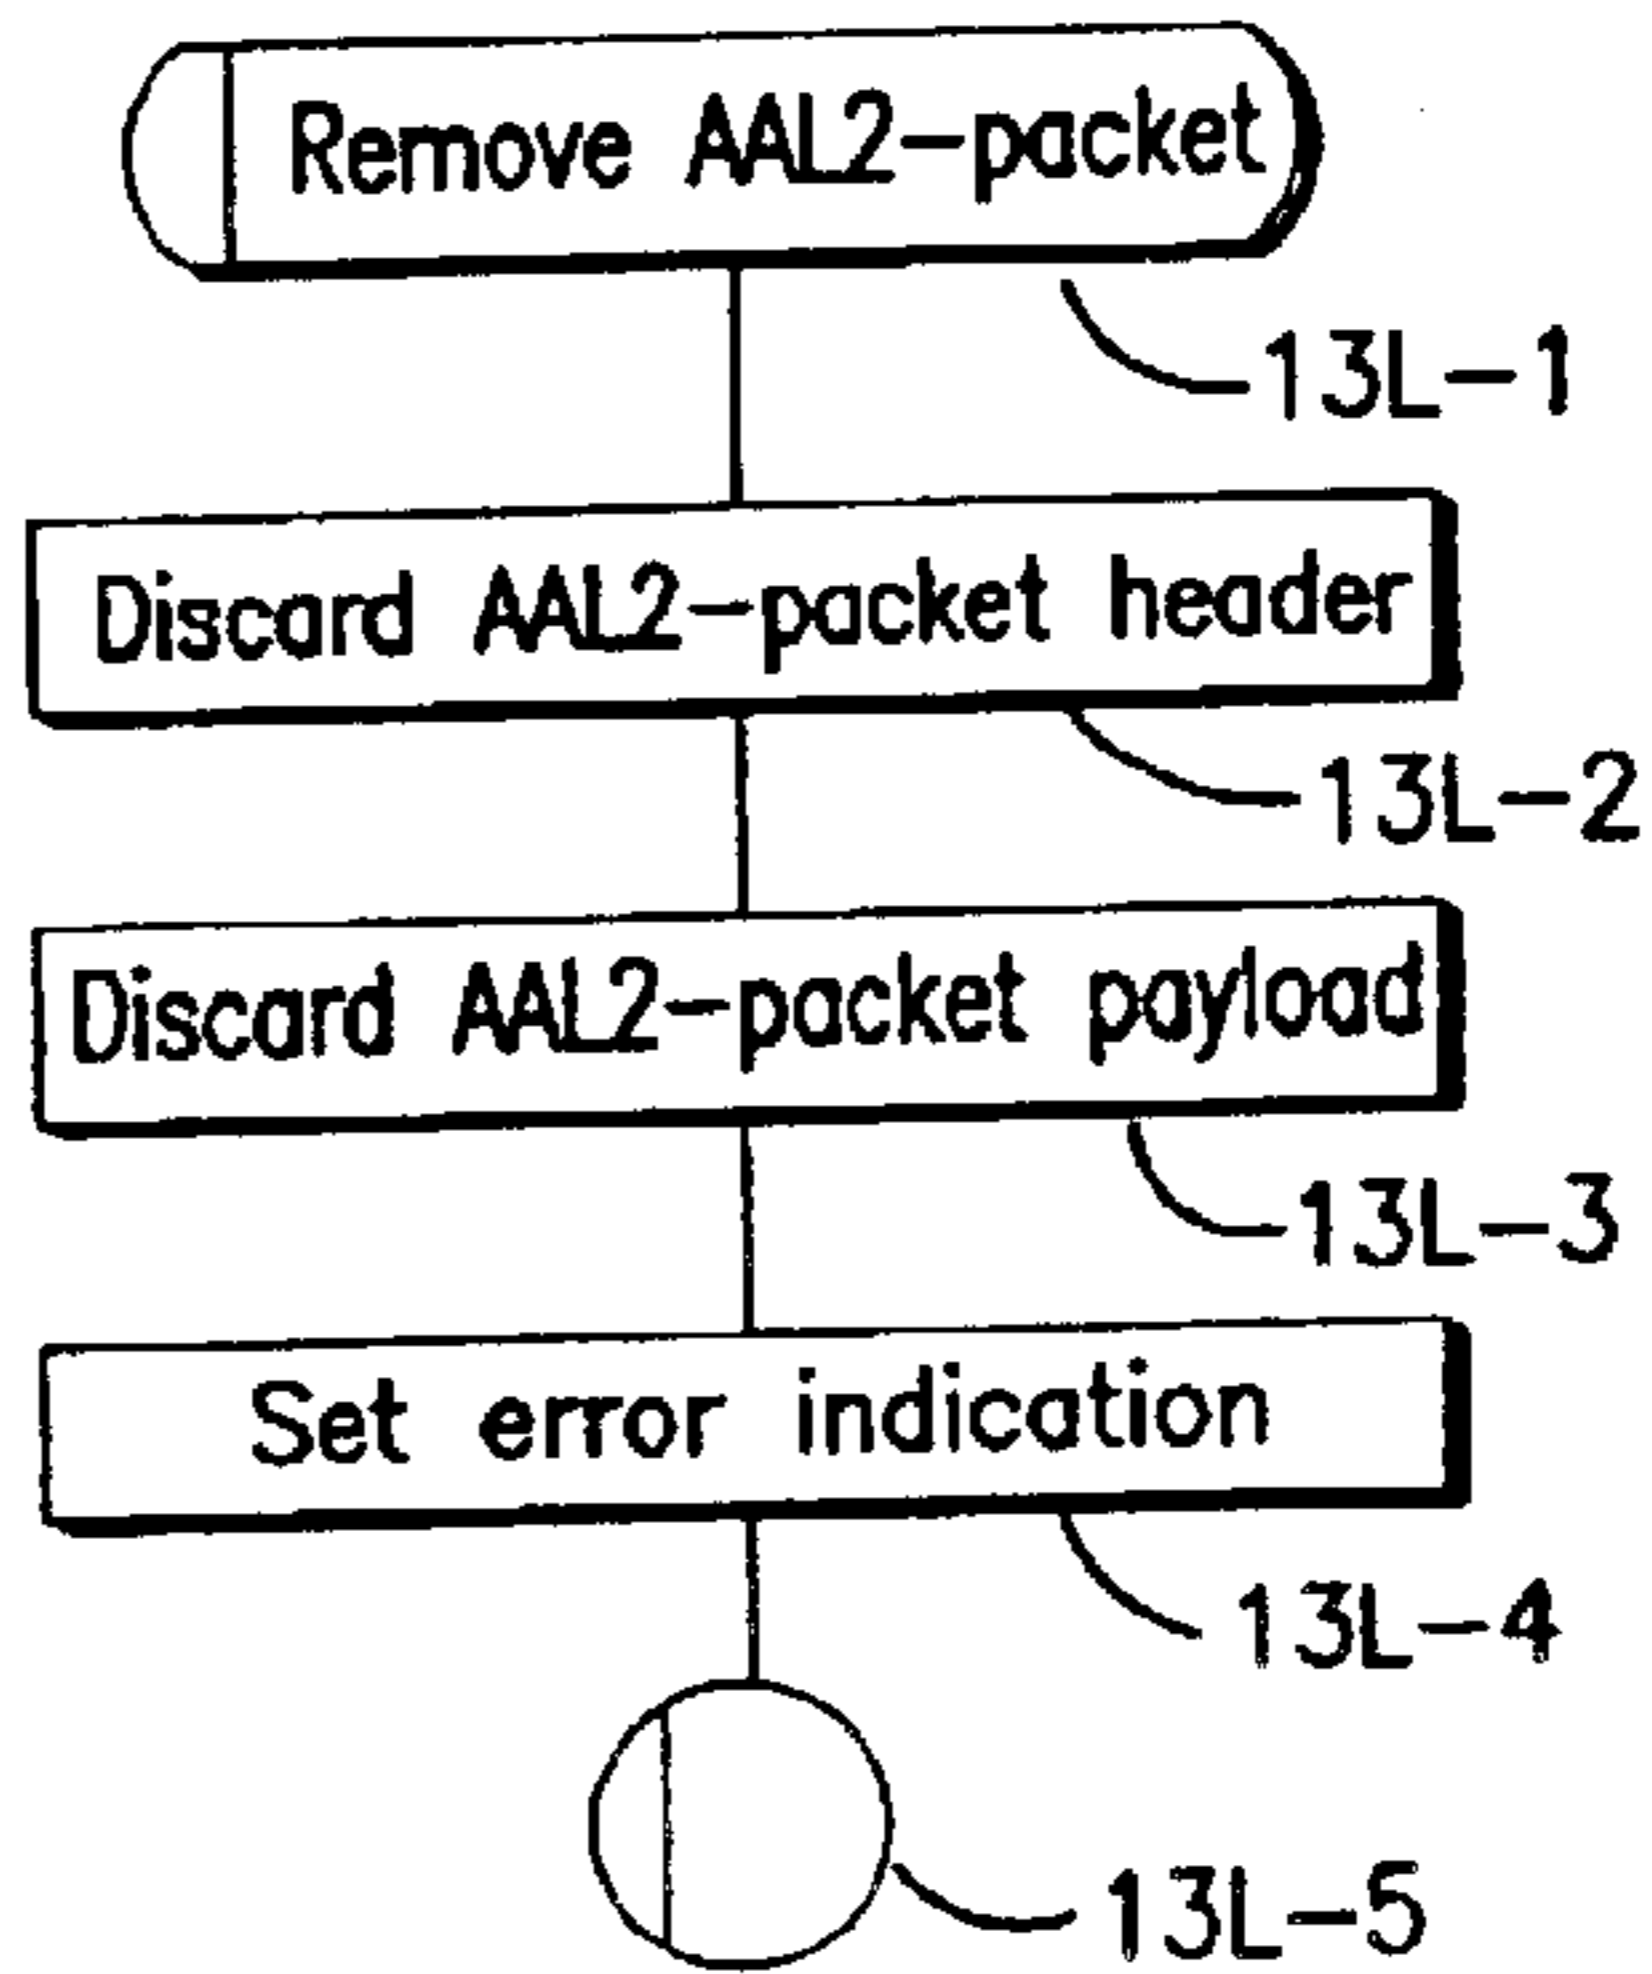 Remove AAL2-packet
13L-1
Discard AAL2-packet header
13L-2
Discard AAL2-packet payload
13L-3
Set error indication
13L-4
13L-5